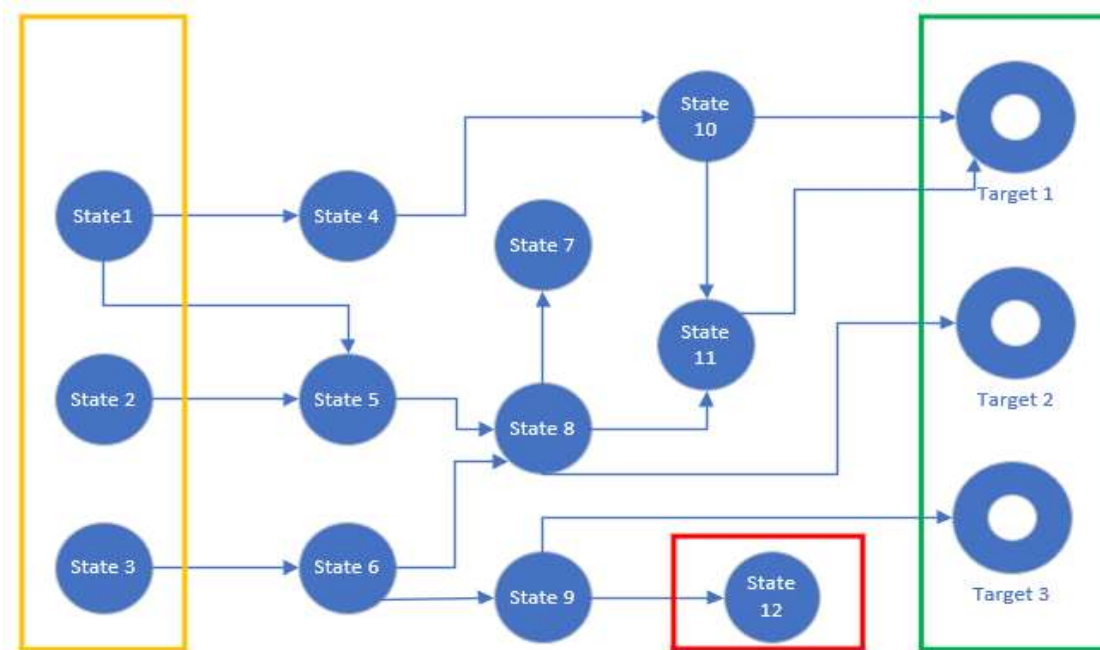 State
10
Target 1
State1
State 4
State 7
State
11
Target 2
State 2
State 5
State 8
State 3
State 6
State 9
State
12
Target 3